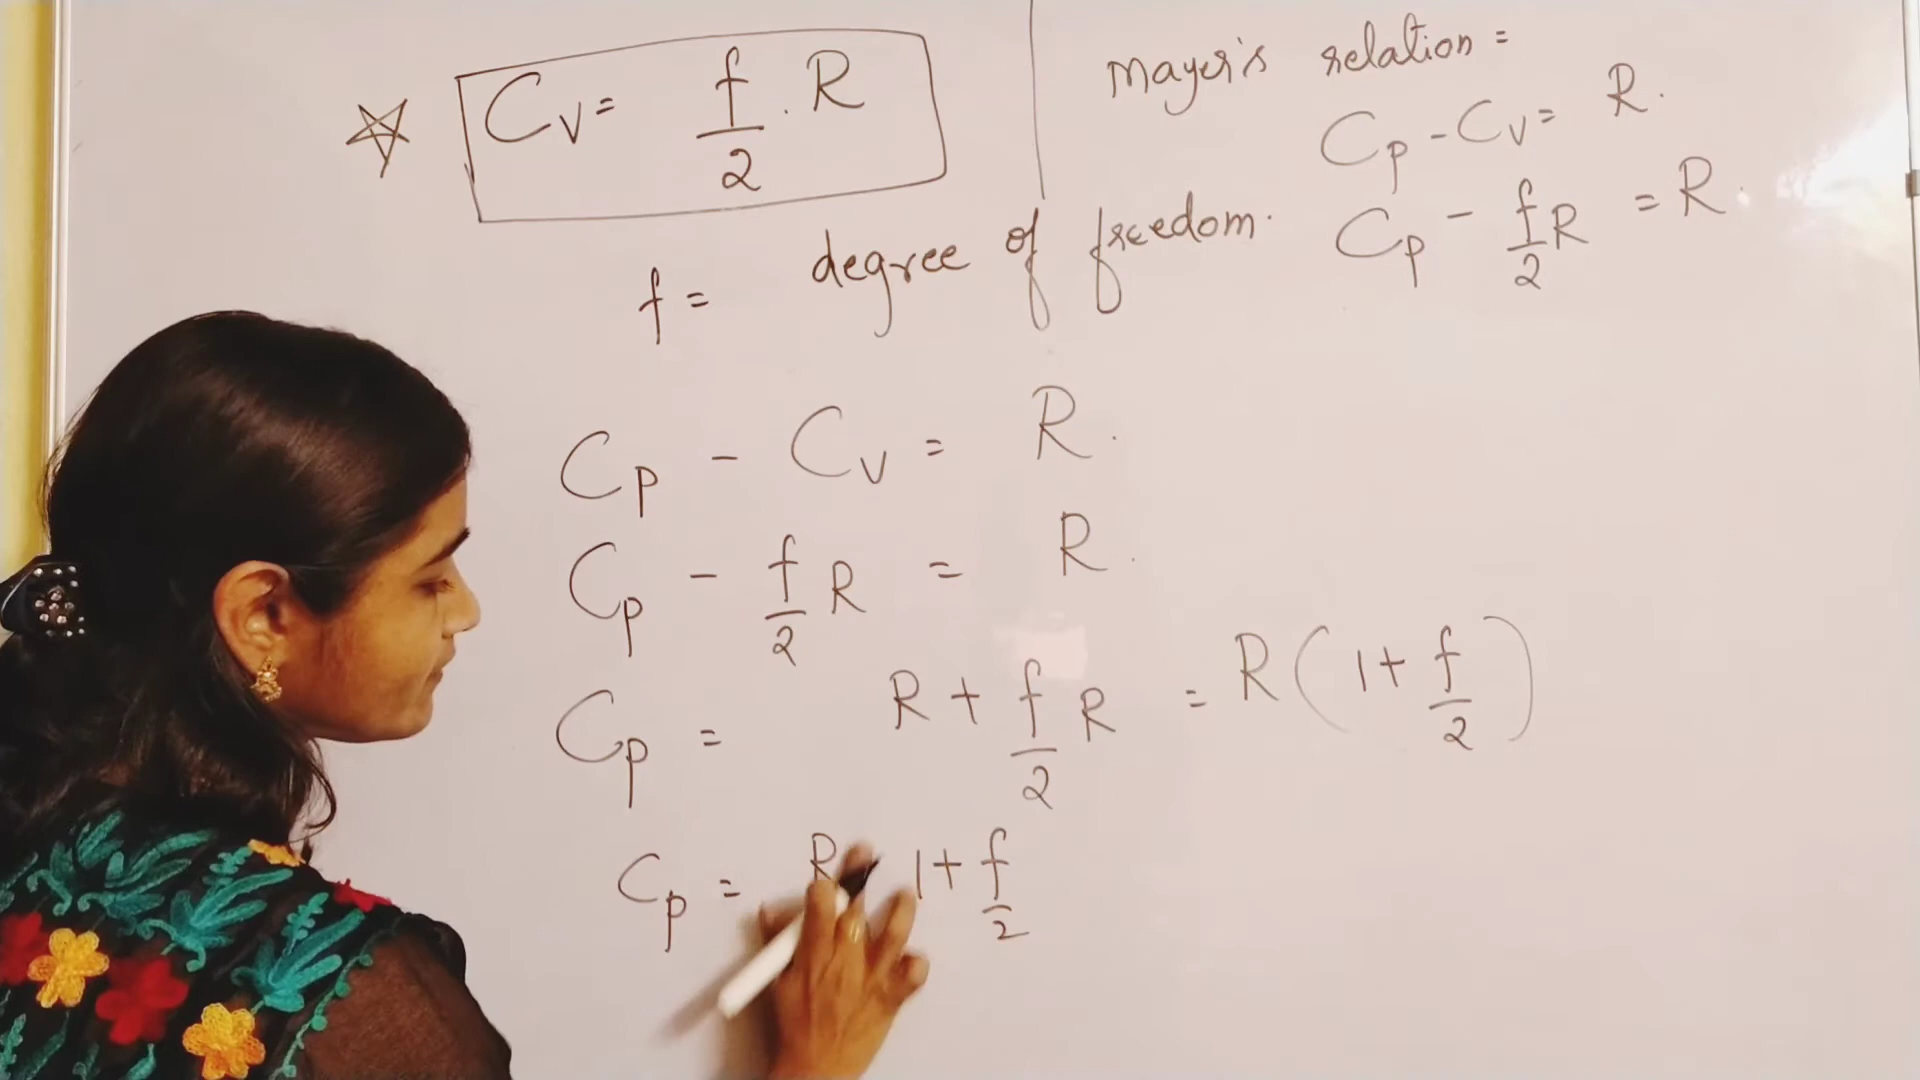 Cv = f/2 . R
Mayer's relation =
Cp - Cv = R.
Cp - f/2 R = R.
f = degree of freedom.
Cp - Cv = R.
Cp - f/2 R = R.
Cp = R + f/2 R = R ( 1 + f/2 )
Cp = R 1 + f/2